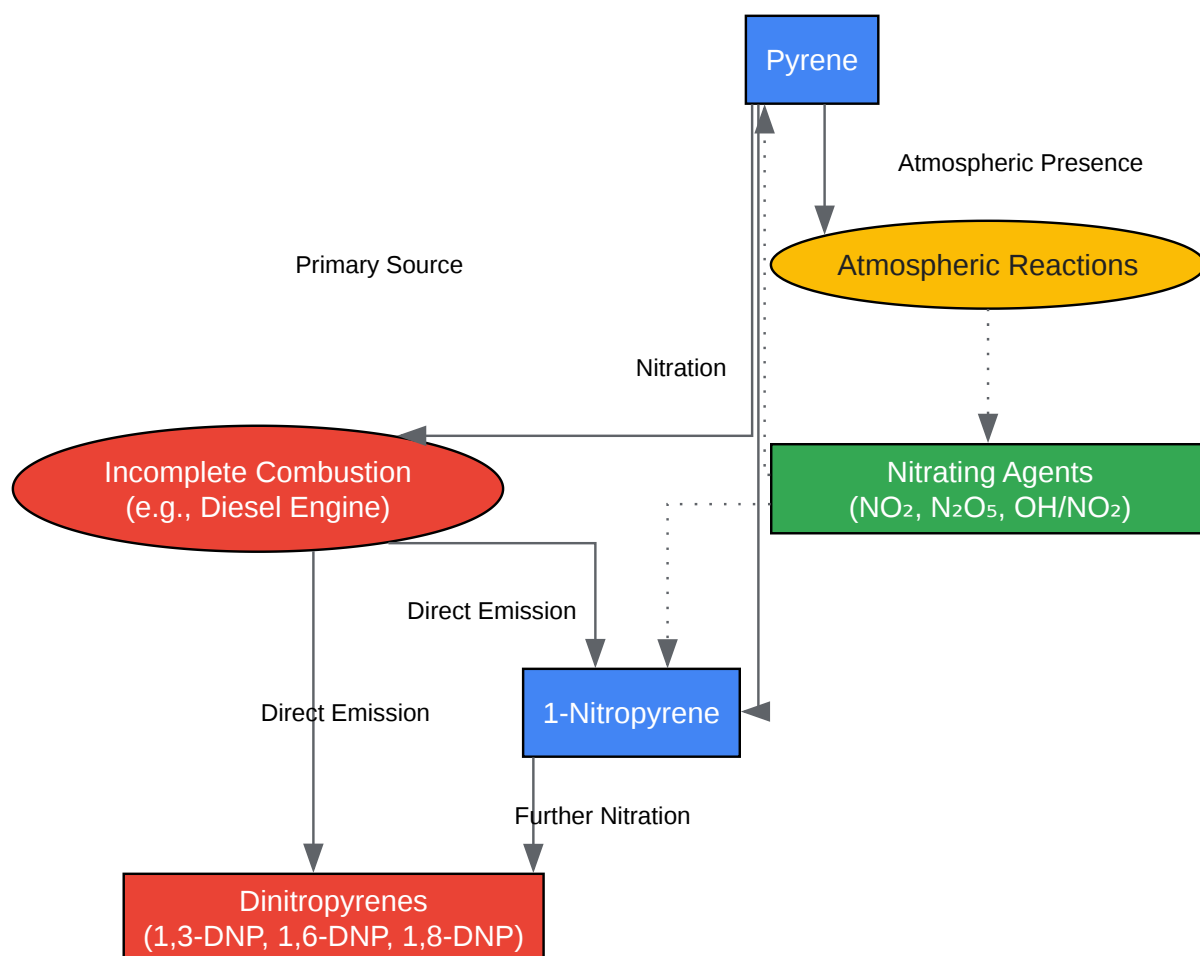 Pyrene
Atmospheric Presence
Primary Source
Atmospheric Reactions
Nitration
Incomplete Combustion
(e.g., Diesel Engine)
Nitrating Agents
(NO₂, N₂O₅, OH/NO₂)
Direct Emission
Direct Emission
1-Nitropyrene
Further Nitration
Dinitropyrenes
(1,3-DNP, 1,6-DNP, 1,8-DNP)